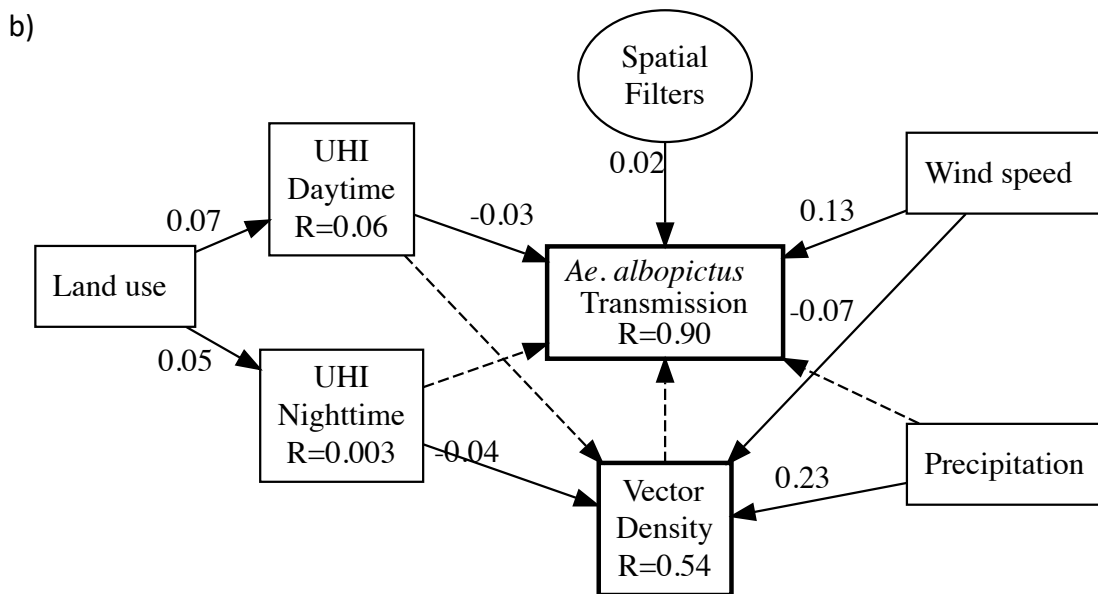 b)
Spatial
Filters
0.02
UHI
Daytime
R=0.06
Wind speed
0.07
-0.03
0.13
Land use
Ae. albopictus
Transmission
R=0.90
-0.07
0.05
UHI
Nighttime
R=0.003
-0.04
Vector
Density
R=0.54
0.23
Precipitation